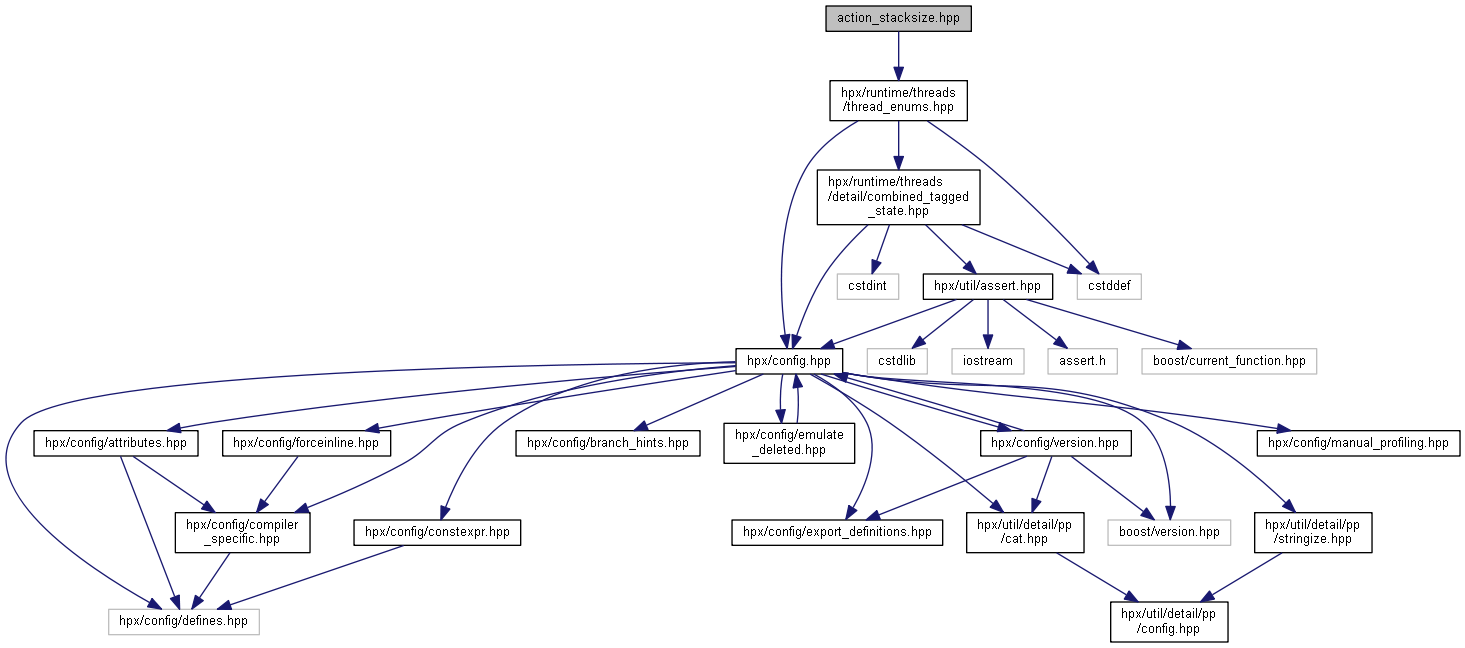 action_stacksize.hpp
hpx/runtime/threads
/thread_enums.hpp
hpx/runtime/threads
/detail/combined_tagged
_state.hpp
cstdint
hpx/util/assert.hpp
cstddef
hpx/config.hpp
cstdlib
iostream
assert.h
boost/current_function.hpp
hpx/config/attributes.hpp
hpx/config/forceinline.hpp
hpx/config/branch_hints.hpp
hpx/config/emulate
_deleted.hpp
hpx/config/version.hpp
hpx/config/manual_profiling.hpp
hpx/config/compiler
_specific.hpp
hpx/config/constexpr.hpp
hpx/config/export_definitions.hpp
hpx/util/detail/pp
/cat.hpp
boost/version.hpp
hpx/util/detail/pp
/stringize.hpp
hpx/config/defines.hpp
hpx/util/detail/pp
/config.hpp